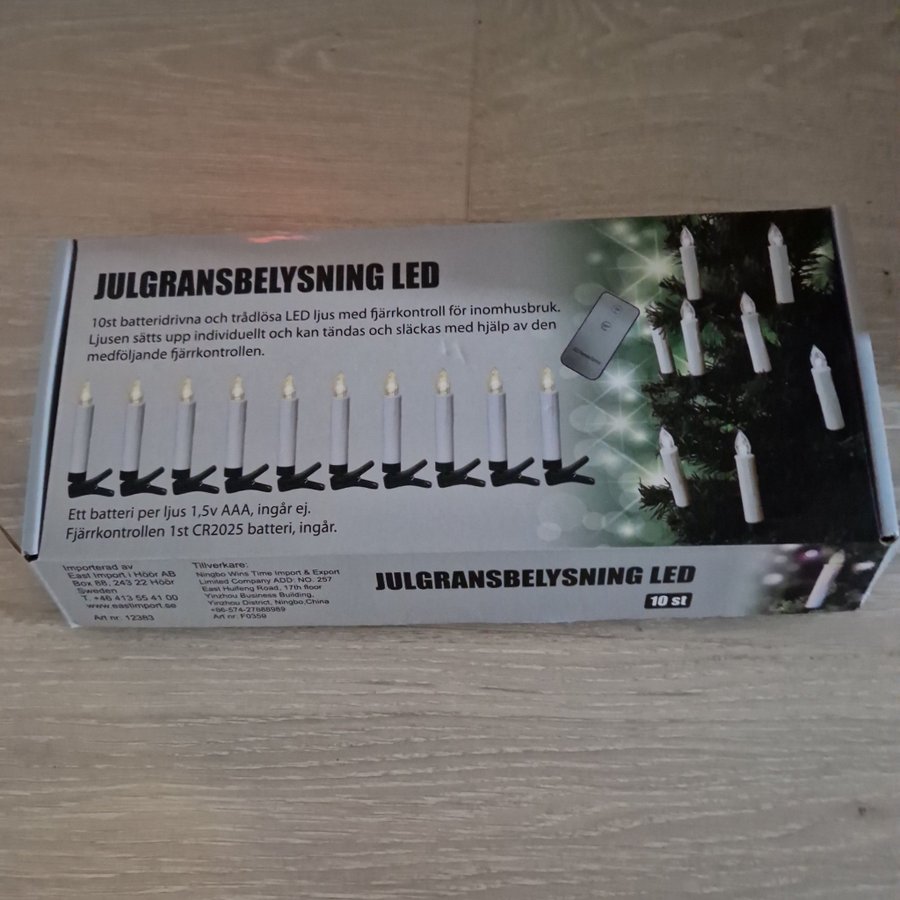 JULGRANSBELYSNING LED
10st batteridrivna och trådlösa LED ljus med fjärrkontroll för inomhusbruk.
Ljusen sätts upp individuellt och kan tändas och släckas med hjälp av den
medföljande fjärrkontrollen.
Ett batteri per ljus 1,5v AAA, ingår ej.
Fjärrkontrollen 1st CR2025 batteri, ingår.
Importerad av
East Import i Höör AB
Box 88, 243 22 Höör
Sweden
T. +46 413 55 41 00
www.eastimport.se
Art nr. 12383
Tillverkare:
Ningbo Wins Time Import & Export
Limited Company ADD: NO. 257
East Huifeng Road, 17th floor
Yinzhou Business Building,
Yinzhou District, Ningbo,China
+86-574-27888989
Art nr. F0359
JULGRANSBELYSNING LED
10 st